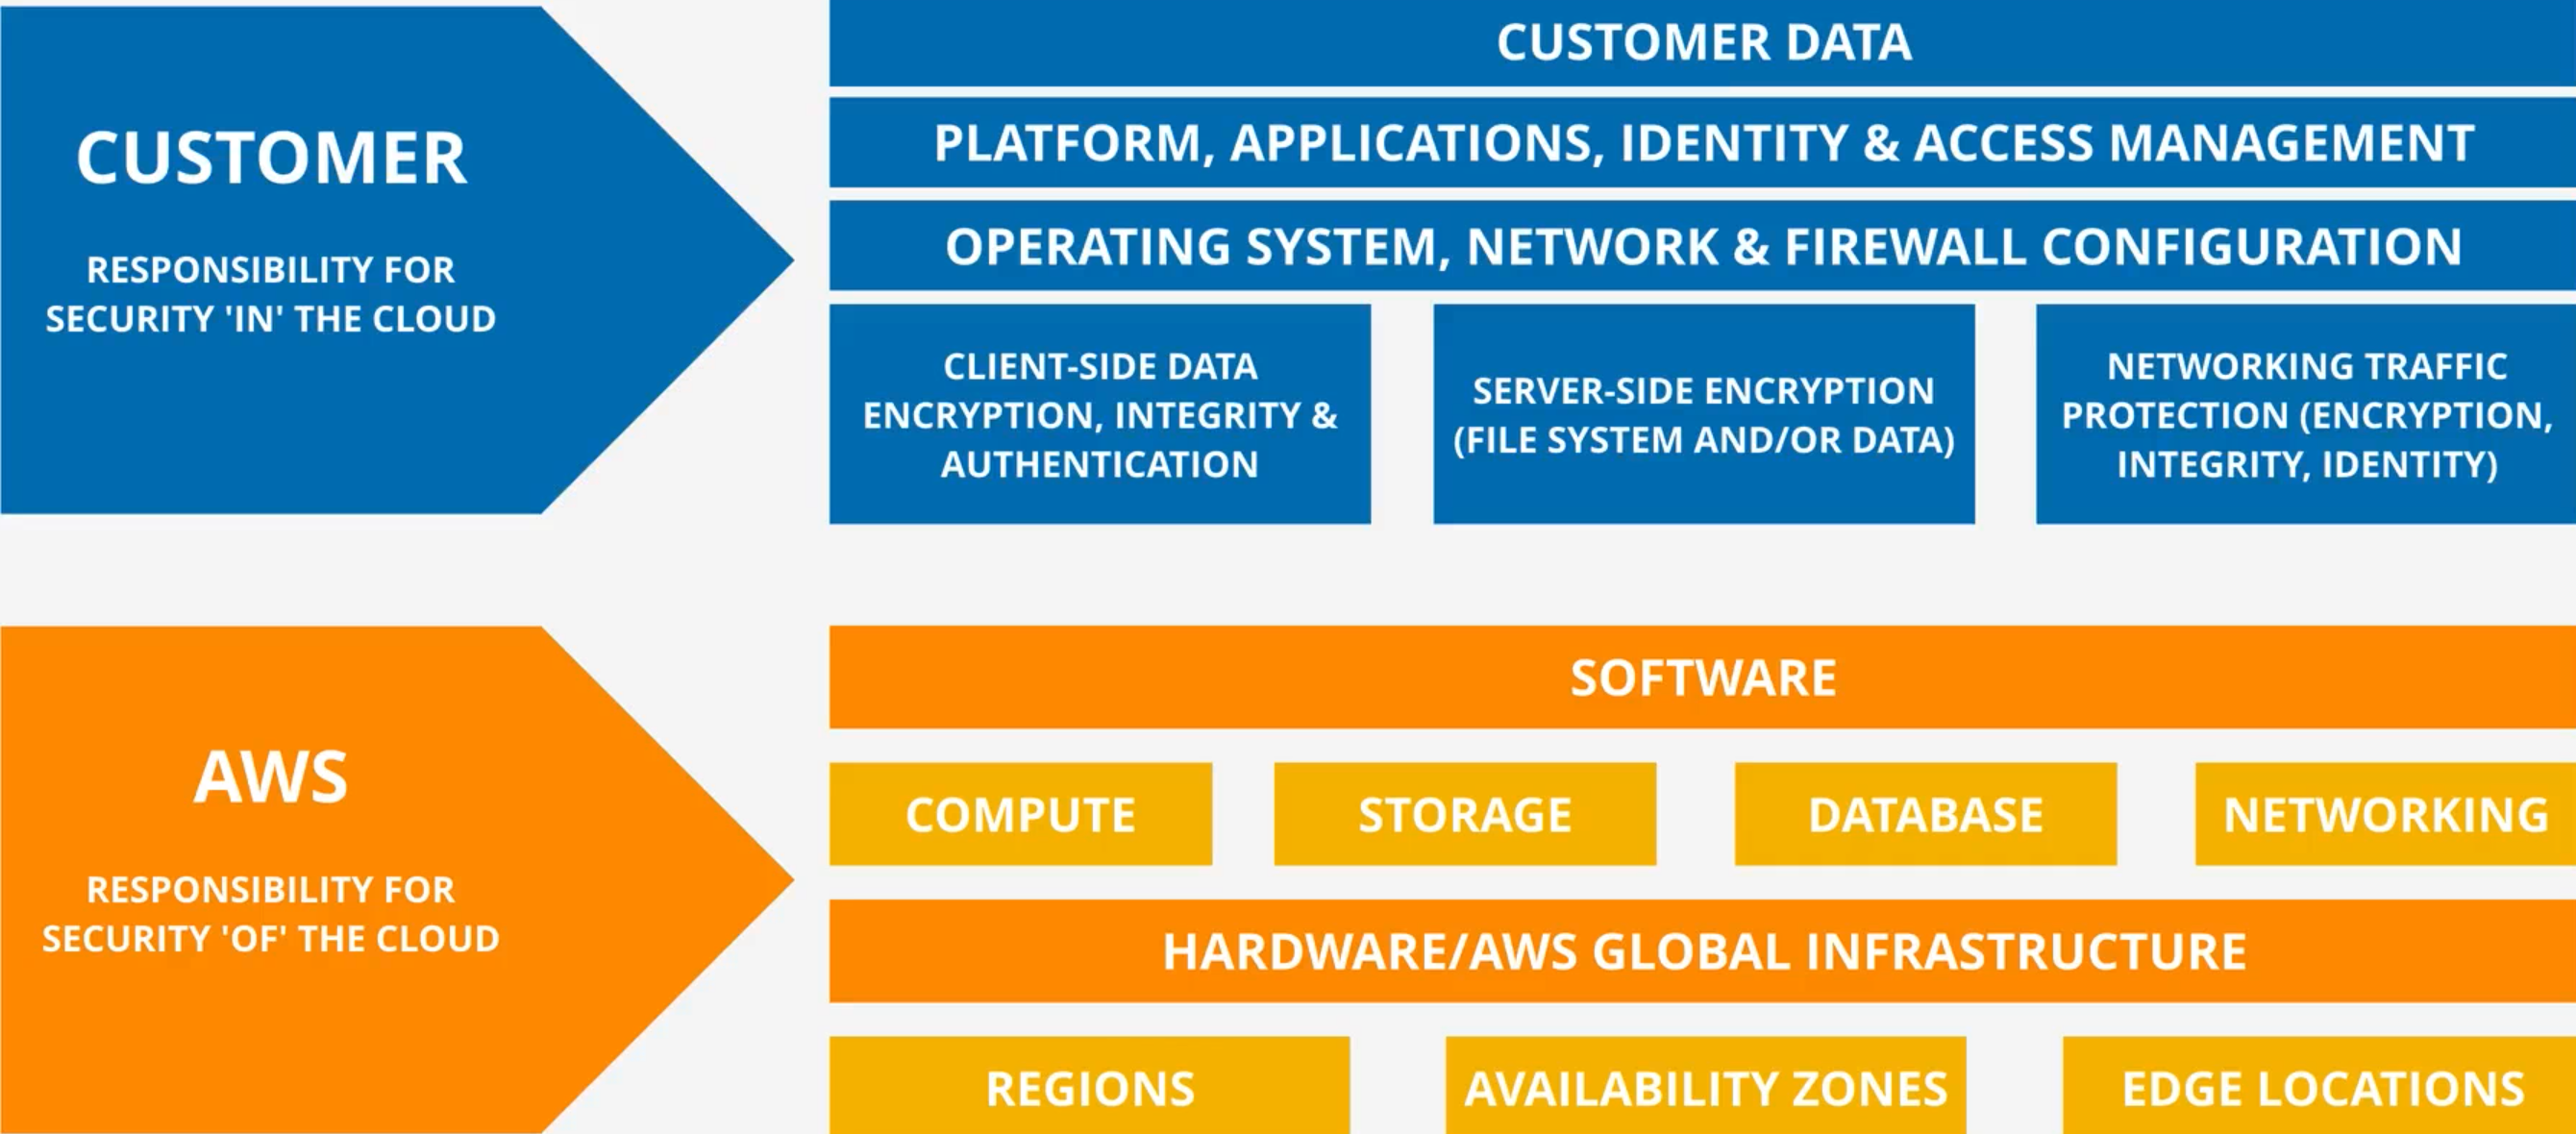 CUSTOMER
RESPONSIBILITY FOR
SECURITY 'IN' THE CLOUD
CUSTOMER DATA
PLATFORM, APPLICATIONS, IDENTITY & ACCESS MANAGEMENT
OPERATING SYSTEM, NETWORK & FIREWALL CONFIGURATION
CLIENT-SIDE DATA
ENCRYPTION, INTEGRITY &
AUTHENTICATION
SERVER-SIDE ENCRYPTION
(FILE SYSTEM AND/OR DATA)
NETWORKING TRAFFIC
PROTECTION (ENCRYPTION,
INTEGRITY, IDENTITY)
AWS
RESPONSIBILITY FOR
SECURITY 'OF' THE CLOUD
SOFTWARE
COMPUTE
STORAGE
DATABASE
NETWORKING
HARDWARE/AWS GLOBAL INFRASTRUCTURE
REGIONS
AVAILABILITY ZONES
EDGE LOCATIONS